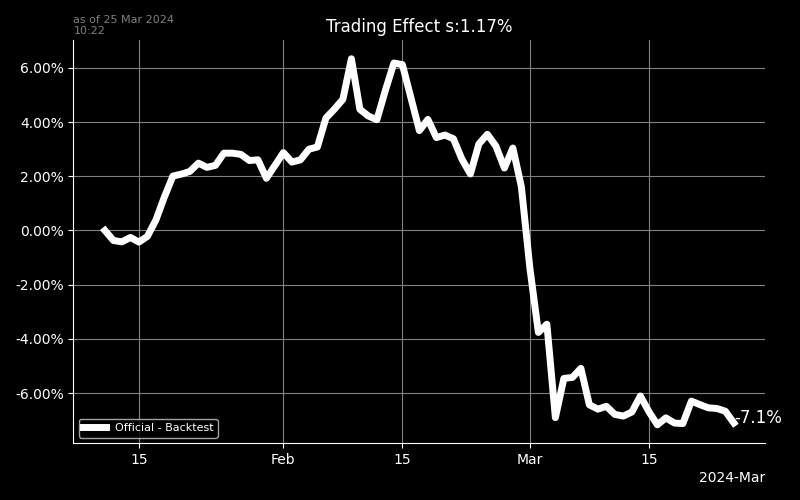 as of 25 Mar 2024
10:22
Trading Effect s:1.17%
6.00%
4.00%
2.00%
0.00%
-2.00%
-4.00%
-6.00%
-7.1%
Official - Backtest
15
Feb
15
Mar
15
2024-Mar